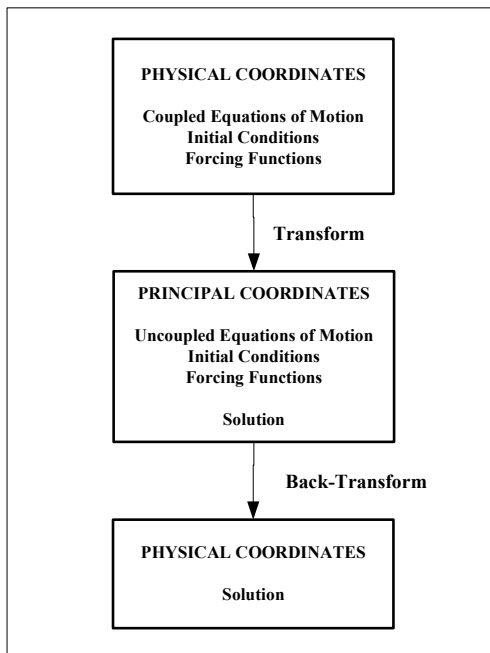 PHYSICAL COORDINATES
Coupled Equations of Motion
Initial Conditions
Forcing Functions
Transform
PRINCIPAL COORDINATES
Uncoupled Equations of Motion
Initial Conditions
Forcing Functions
Solution
Back-Transform
PHYSICAL COORDINATES
Solution